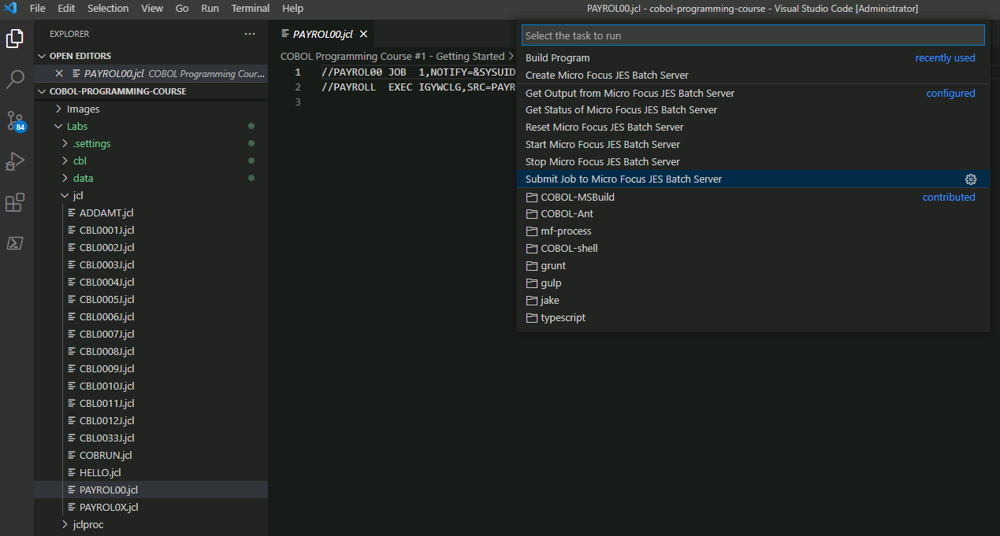 File Edit Selection View Go Run Terminal Help
PAYROL00.jcl - cobol-programming-course - Visual Studio Code [Administrator]
EXPLORER
OPEN EDITORS
PAYROL00.jcl COBOL Programming Cour...
COBOL-PROGRAMMING-COURSE
Images
Labs
.settings
cbl
data
jcl
ADDAMT.jcl
CBL0001J.jcl
CBL0002J.jcl
CBL0003J.jcl
CBL0004J.jcl
CBL0005J.jcl
CBL0006J.jcl
CBL0007J.jcl
CBL0008J.jcl
CBL0009J.jcl
CBL0010J.jcl
CBL0011J.jcl
CBL0012J.jcl
CBL0033J.jcl
COBRUN.jcl
HELLO.jcl
PAYROL00.jcl
PAYROL0X.jcl
jclproc
84
PAYROL00.jcl
COBOL Programming Course #1 - Getting Started
1 //PAYROL00 JOB 1,NOTIFY=&SYSUID
2 //PAYROLL EXEC IGYWCLG,SRC=PAYR
3
Select the task to run
Build Program recently used
Create Micro Focus JES Batch Server
Get Output from Micro Focus JES Batch Server configured
Get Status of Micro Focus JES Batch Server
Reset Micro Focus JES Batch Server
Start Micro Focus JES Batch Server
Stop Micro Focus JES Batch Server
Submit Job to Micro Focus JES Batch Server
COBOL-MSBuild contributed
COBOL-Ant
mf-process
COBOL-shell
grunt
gulp
jake
typescript